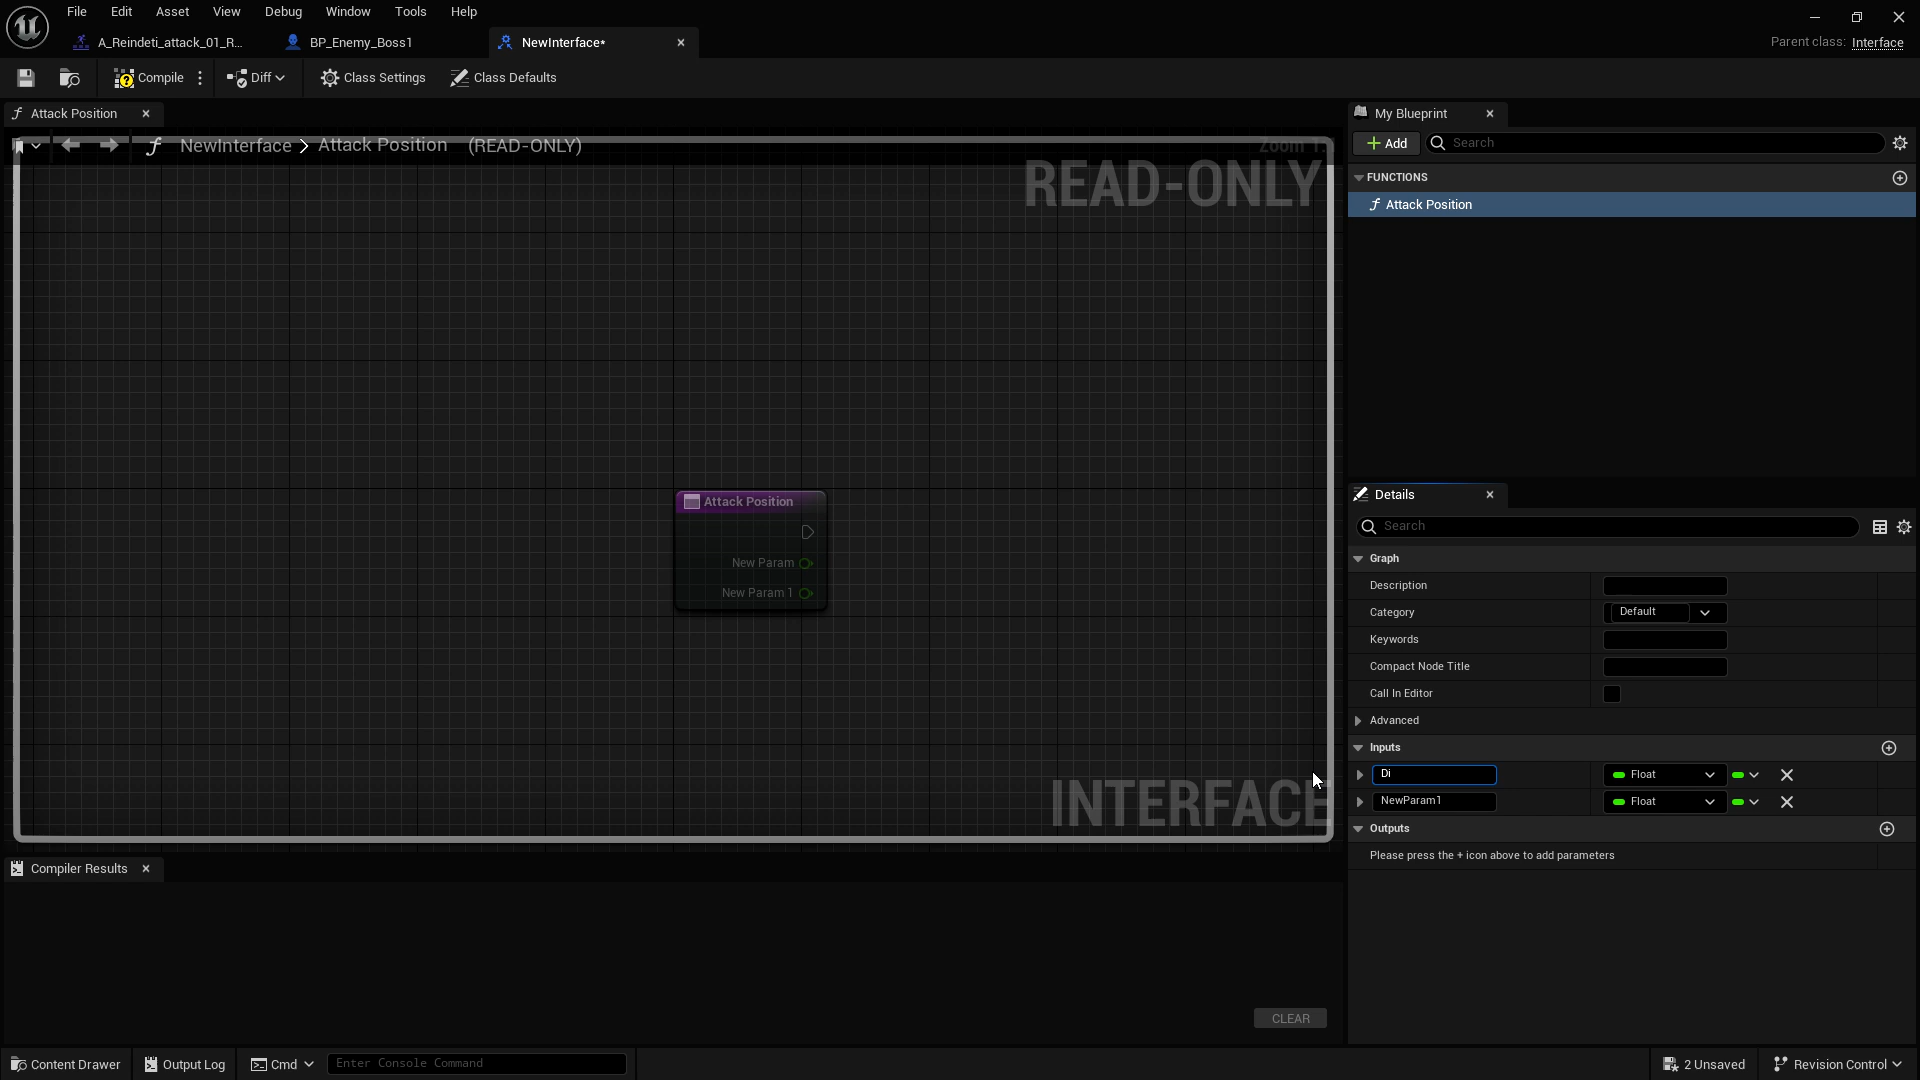 File Edit Asset View Debug Window Tools Help
A_Reindeti_attack_01_R... BP_Enemy_Boss1 NewInterface* Parent class: Interface
Compile Diff Class Settings Class Defaults
Attack Position
NewInterface > Attack Position (READ-ONLY)
READ-ONLY
Attack Position
New Param
New Param 1
INTERFACE
Compiler Results
CLEAR
My Blueprint
Add Search
FUNCTIONS
Attack Position
Details
Search
Graph
Description
Category Default
Keywords
Compact Node Title
Call In Editor
Advanced
Inputs
Di Float
NewParam1 Float
Outputs
Please press the + icon above to add parameters
Content Drawer Output Log Cmd Enter Console Command 2 Unsaved Revision Control